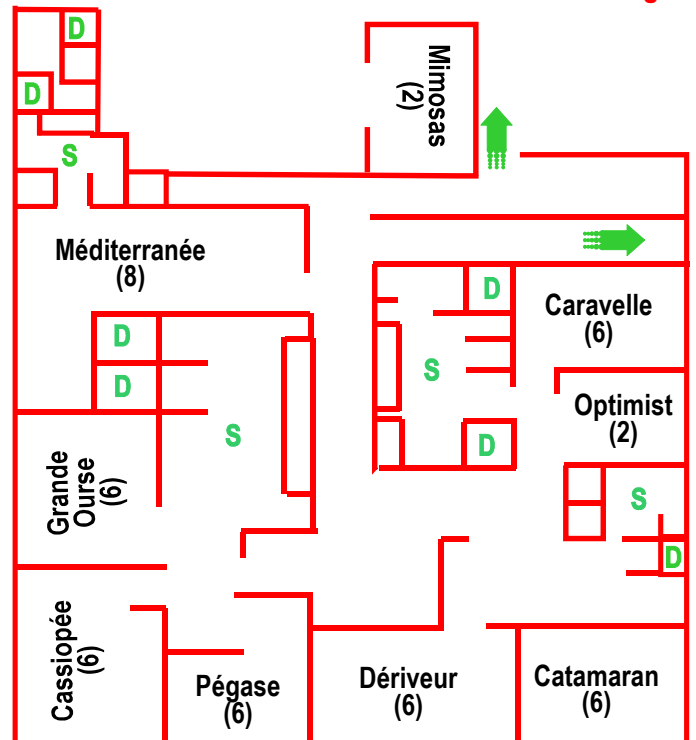 D
Mimosas
(2)
D
S
Méditerranée
(8)
D
Caravelle
(6)
D
S
D
Optimist
(2)
S
D
Grande
Ourse
(6)
S
D
Cassiopée
(6)
Pégase
(6)
Dériveur
(6)
Catamaran
(6)